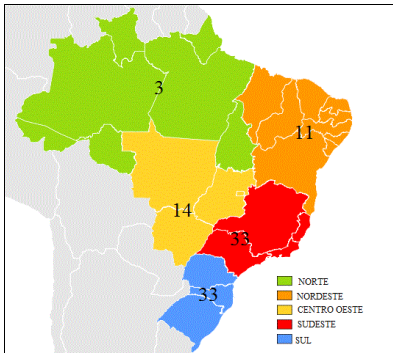 3
11
14
33
33
NORTE
NORDESTE
CENTRO OESTE
SUDESTE
SUL